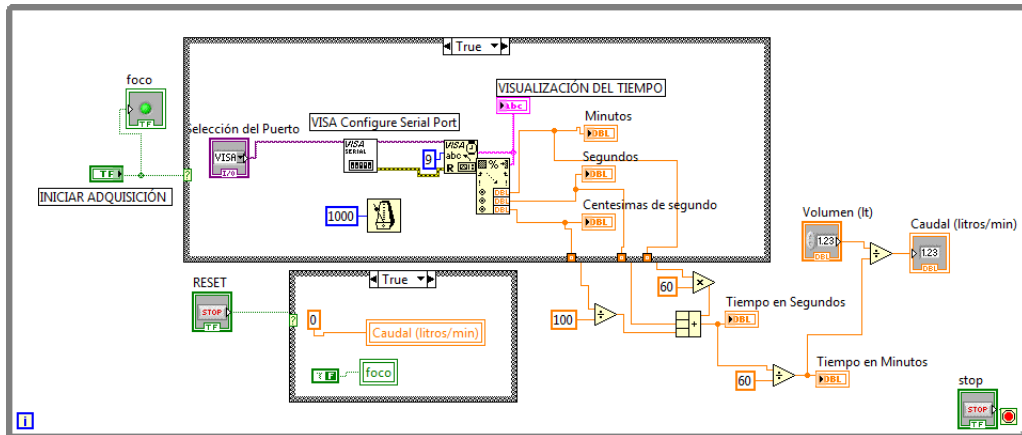 True
foco
TF
VISUALIZACIÓN DEL TIEMPO
abc
Selección del Puerto
VISA Configure Serial Port
Minutos
DBL
VISA
I/O
VISA
SERIAL
9
VISA
abc
R
%
DBL
DBL
DBL
Segundos
DBL
TF
INICIAR ADQUISICIÓN
1000
Centesimas de segundo
DBL
Volumen (lt)
1.23
DBL
Caudal (litros/min)
1.23
DBL
RESET
STOP
TF
True
0
Caudal (litros/min)
F
foco
60
100
Tiempo en Segundos
DBL
60
Tiempo en Minutos
DBL
stop
STOP
TF
i